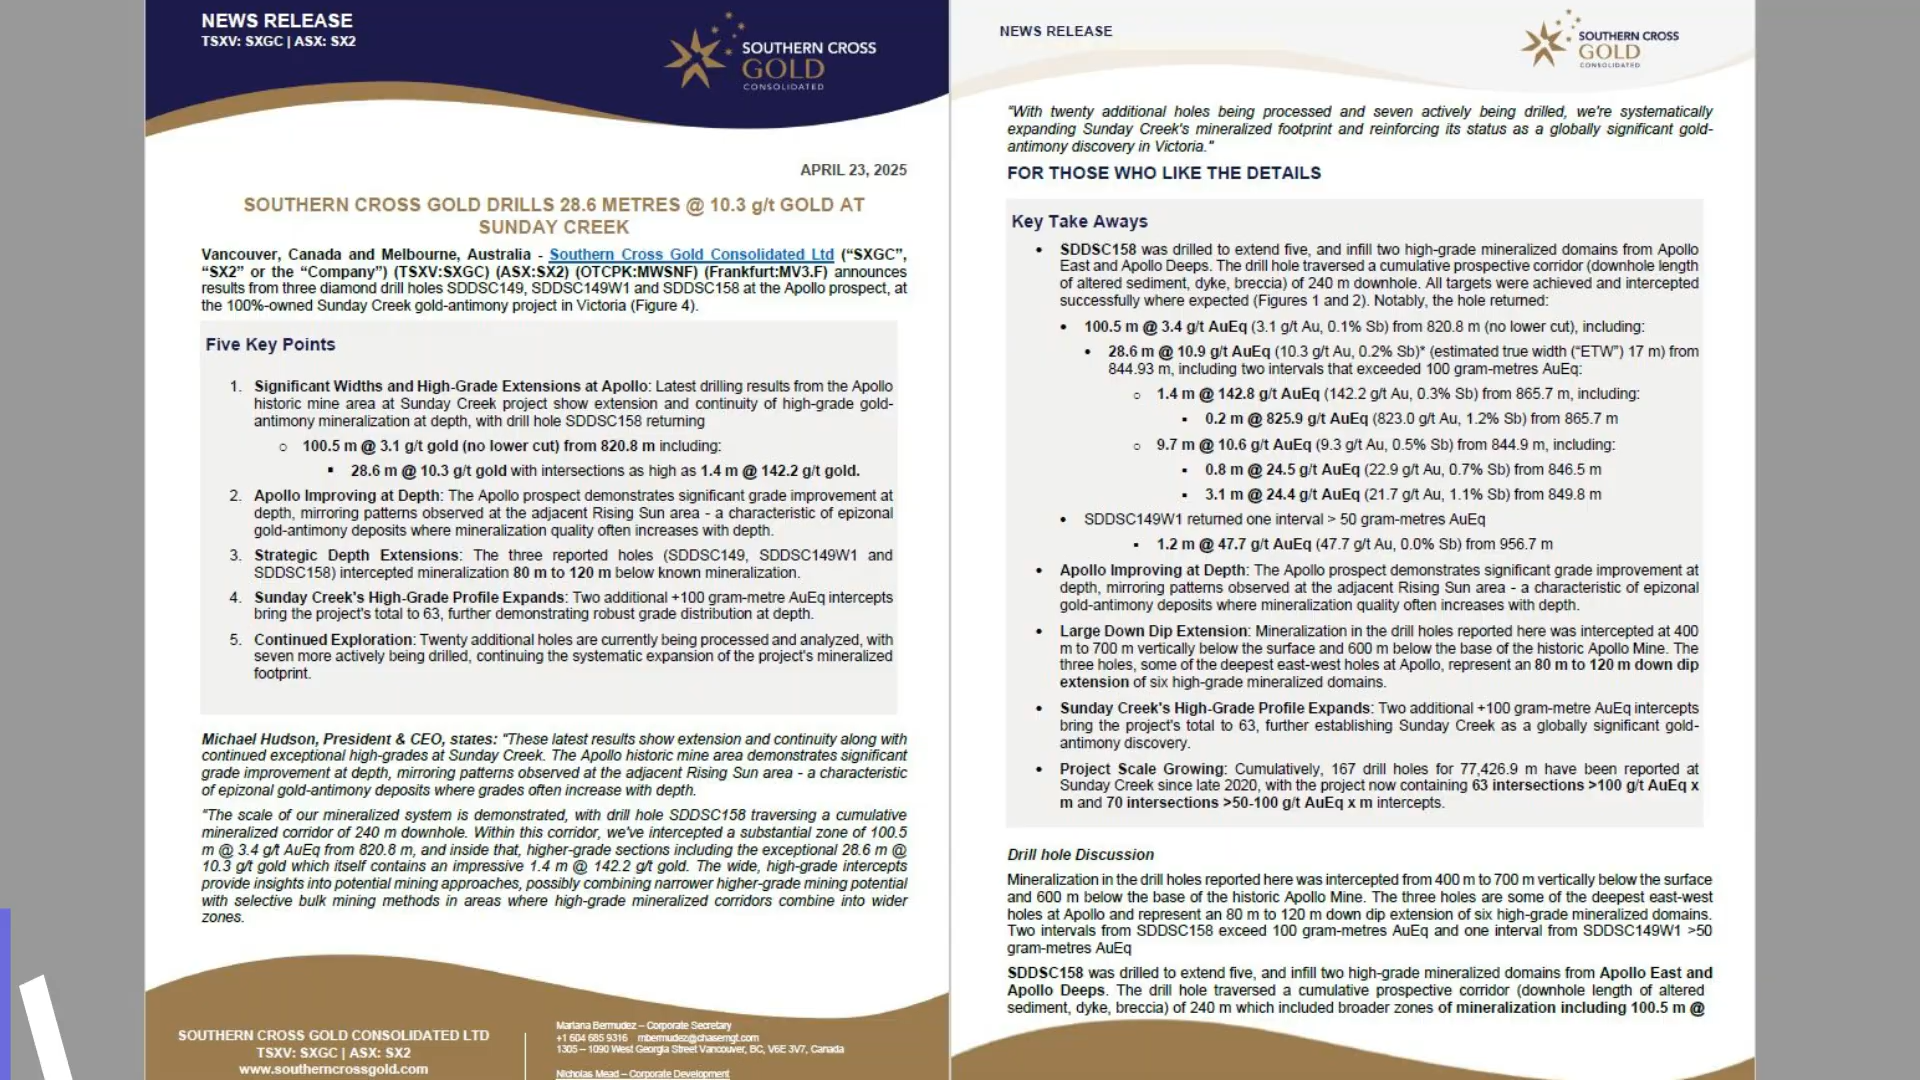 NEWS RELEASE
TSXV: SXGC | ASX: SX2
SOUTHERN CROSS
GOLD
CONSOLIDATED
APRIL 23, 2025
SOUTHERN CROSS GOLD DRILLS 28.6 METRES @ 10.3 g/t GOLD AT
SUNDAY CREEK
Vancouver, Canada and Melbourne, Australia - Southern Cross Gold Consolidated Ltd (“SXGC”,
“SX2” or the “Company”) (TSXV:SXGC) (ASX:SX2) (OTCPK:MWSNF) (Frankfurt:MV3.F) announces
results from three diamond drill holes SDDSC149, SDDSC149W1 and SDDSC158 at the Apollo prospect, at
the 100%-owned Sunday Creek gold-antimony project in Victoria (Figure 4).
Five Key Points
1. Significant Widths and High-Grade Extensions at Apollo: Latest drilling results from the Apollo
historic mine area at Sunday Creek project show extension and continuity of high-grade gold-
antimony mineralization at depth, with drill hole SDDSC158 returning
○ 100.5 m @ 3.1 g/t gold (no lower cut) from 820.8 m including:
▪ 28.6 m @ 10.3 g/t gold with intersections as high as 1.4 m @ 142.2 g/t gold.
2. Apollo Improving at Depth: The Apollo prospect demonstrates significant grade improvement at
depth, mirroring patterns observed at the adjacent Rising Sun area - a characteristic of epizonal
gold-antimony deposits where mineralization quality often increases with depth.
3. Strategic Depth Extensions: The three reported holes (SDDSC149, SDDSC149W1 and
SDDSC158) intercepted mineralization 80 m to 120 m below known mineralization.
4. Sunday Creek's High-Grade Profile Expands: Two additional +100 gram-metre AuEq intercepts
bring the project's total to 63, further demonstrating robust grade distribution at depth.
5. Continued Exploration: Twenty additional holes are currently being processed and analyzed, with
seven more actively being drilled, continuing the systematic expansion of the project's mineralized
footprint.
Michael Hudson, President & CEO, states: "These latest results show extension and continuity along with
continued exceptional high-grades at Sunday Creek. The Apollo historic mine area demonstrates significant
grade improvement at depth, mirroring patterns observed at the adjacent Rising Sun area - a characteristic
of epizonal gold-antimony deposits where grades often increase with depth.
"The scale of our mineralized system is demonstrated, with drill hole SDDSC158 traversing a cumulative
mineralized corridor of 240 m downhole. Within this corridor, we've intercepted a substantial zone of 100.5
m @ 3.4 g/t AuEq from 820.8 m, and inside that, higher-grade sections including the exceptional 28.6 m @
10.3 g/t gold which itself contains an impressive 1.4 m @ 142.2 g/t gold. The wide, high-grade intercepts
provide insights into potential mining approaches, possibly combining narrower higher-grade mining potential
with selective bulk mining methods in areas where high-grade mineralized corridors combine into wider
zones.
SOUTHERN CROSS GOLD CONSOLIDATED LTD
TSXV: SXGC | ASX: SX2
www.southerncrossgold.com
Mariana Bermudez – Corporate Secretary
+1 604 685 9316 mbermudez@chasemgt.com
1305 – 1090 West Georgia Street Vancouver, BC, V6E 3V7, Canada
Nicholas Mead – Corporate Development
NEWS RELEASE
SOUTHERN CROSS
GOLD
CONSOLIDATED
"With twenty additional holes being processed and seven actively being drilled, we're systematically
expanding Sunday Creek's mineralized footprint and reinforcing its status as a globally significant gold-
antimony discovery in Victoria."
FOR THOSE WHO LIKE THE DETAILS
Key Take Aways
• SDDSC158 was drilled to extend five, and infill two high-grade mineralized domains from Apollo
East and Apollo Deeps. The drill hole traversed a cumulative prospective corridor (downhole length
of altered sediment, dyke, breccia) of 240 m downhole. All targets were achieved and intercepted
successfully where expected (Figures 1 and 2). Notably, the hole returned:
• 100.5 m @ 3.4 g/t AuEq (3.1 g/t Au, 0.1% Sb) from 820.8 m (no lower cut), including:
• 28.6 m @ 10.9 g/t AuEq (10.3 g/t Au, 0.2% Sb)* (estimated true width (“ETW”) 17 m) from
844.93 m, including two intervals that exceeded 100 gram-metres AuEq:
○ 1.4 m @ 142.8 g/t AuEq (142.2 g/t Au, 0.3% Sb) from 865.7 m, including:
▪ 0.2 m @ 825.9 g/t AuEq (823.0 g/t Au, 1.2% Sb) from 865.7 m
○ 9.7 m @ 10.6 g/t AuEq (9.3 g/t Au, 0.5% Sb) from 844.9 m, including:
▪ 0.8 m @ 24.5 g/t AuEq (22.9 g/t Au, 0.7% Sb) from 846.5 m
▪ 3.1 m @ 24.4 g/t AuEq (21.7 g/t Au, 1.1% Sb) from 849.8 m
• SDDSC149W1 returned one interval > 50 gram-metres AuEq
▪ 1.2 m @ 47.7 g/t AuEq (47.7 g/t Au, 0.0% Sb) from 956.7 m
• Apollo Improving at Depth: The Apollo prospect demonstrates significant grade improvement at
depth, mirroring patterns observed at the adjacent Rising Sun area - a characteristic of epizonal
gold-antimony deposits where mineralization quality often increases with depth.
• Large Down Dip Extension: Mineralization in the drill holes reported here was intercepted at 400
m to 700 m vertically below the surface and 600 m below the base of the historic Apollo Mine. The
three holes, some of the deepest east-west holes at Apollo, represent an 80 m to 120 m down dip
extension of six high-grade mineralized domains.
• Sunday Creek's High-Grade Profile Expands: Two additional +100 gram-metre AuEq intercepts
bring the project's total to 63, further establishing Sunday Creek as a globally significant gold-
antimony discovery.
• Project Scale Growing: Cumulatively, 167 drill holes for 77,426.9 m have been reported at
Sunday Creek since late 2020, with the project now containing 63 intersections >100 g/t AuEq x
m and 70 intersections >50-100 g/t AuEq x m intercepts.
Drill hole Discussion
Mineralization in the drill holes reported here was intercepted from 400 m to 700 m vertically below the surface
and 600 m below the base of the historic Apollo Mine. The three holes are some of the deepest east-west
holes at Apollo and represent an 80 m to 120 m down dip extension of six high-grade mineralized domains.
Two intervals from SDDSC158 exceed 100 gram-metres AuEq and one interval from SDDSC149W1 >50
gram-metres AuEq
SDDSC158 was drilled to extend five, and infill two high-grade mineralized domains from Apollo East and
Apollo Deeps. The drill hole traversed a cumulative prospective corridor (downhole length of altered
sediment, dyke, breccia) of 240 m which included broader zones of mineralization including 100.5 m @